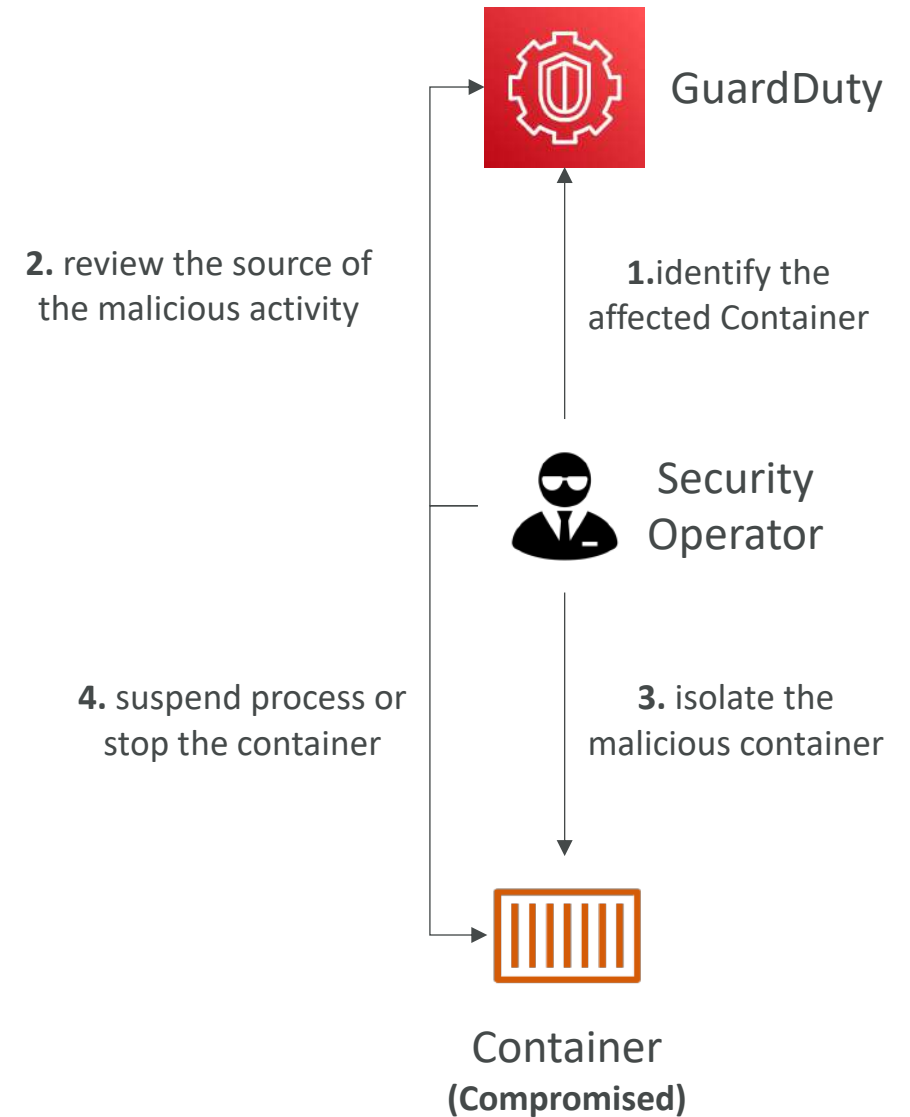 GuardDuty
2. review the source of
the malicious activity
1.identify the
affected Container
Security
Operator
4. suspend process or
stop the container
3. isolate the
malicious container
Container
(Compromised)